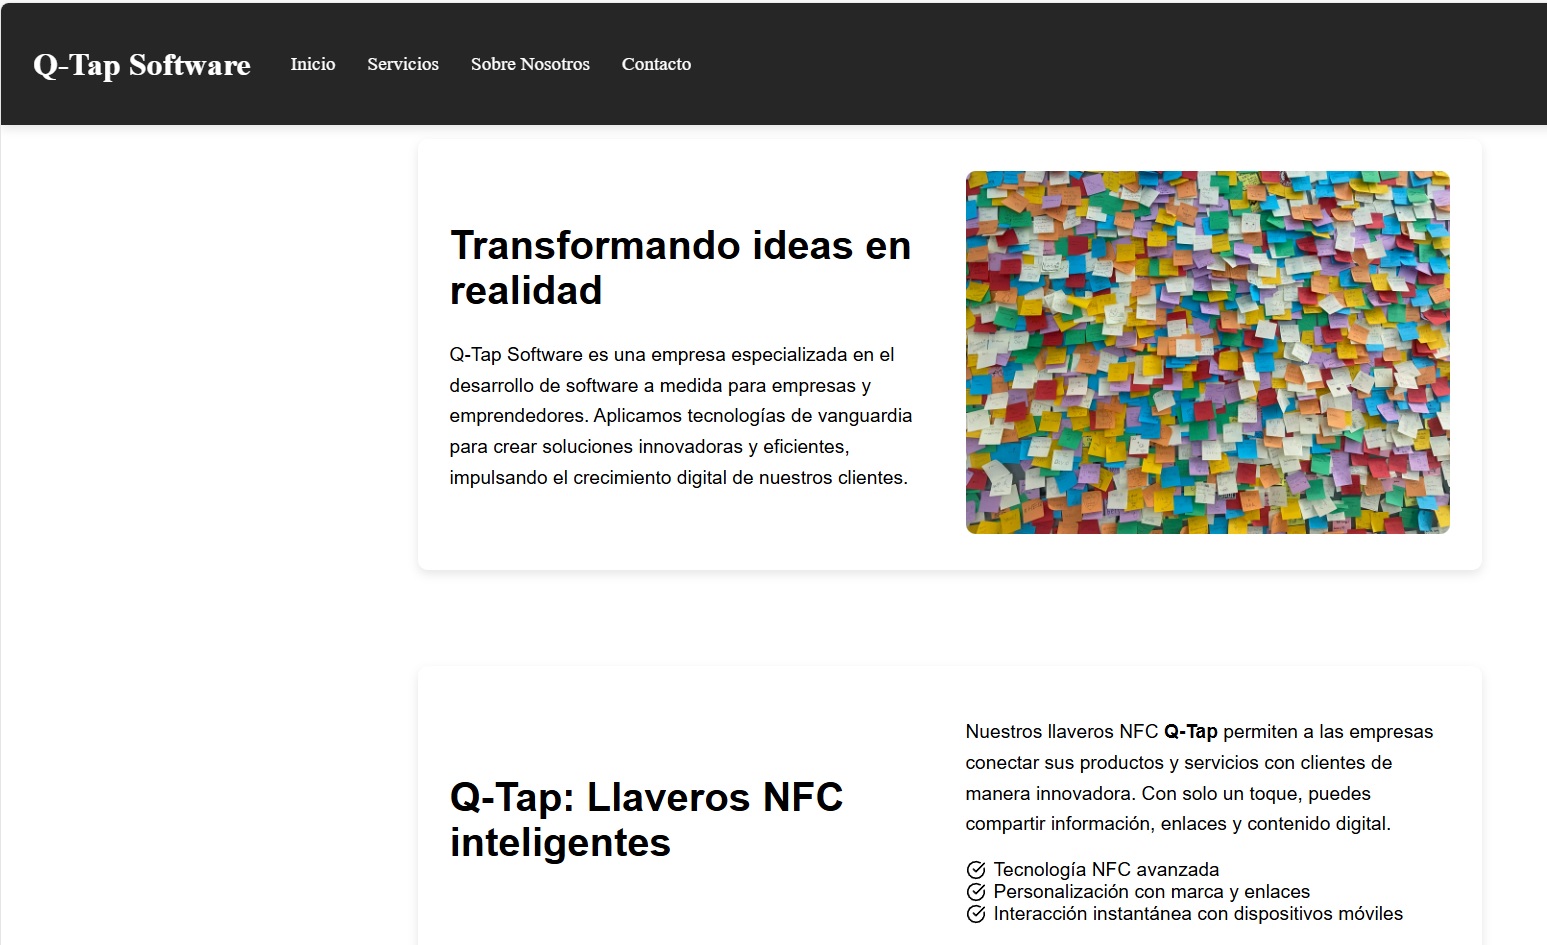 Q-Tap Software
Inicio
Servicios
Sobre Nosotros
Contacto
Transformando ideas en
realidad
Q-Tap Software es una empresa especializada en el
desarrollo de software a medida para empresas y
emprendedores. Aplicamos tecnologías de vanguardia
para crear soluciones innovadoras y eficientes,
impulsando el crecimiento digital de nuestros clientes.
Q-Tap: Llaveros NFC
inteligentes
Nuestros llaveros NFC Q-Tap permiten a las empresas
conectar sus productos y servicios con clientes de
manera innovadora. Con solo un toque, puedes
compartir información, enlaces y contenido digital.
Tecnología NFC avanzada
Personalización con marca y enlaces
Interacción instantánea con dispositivos móviles